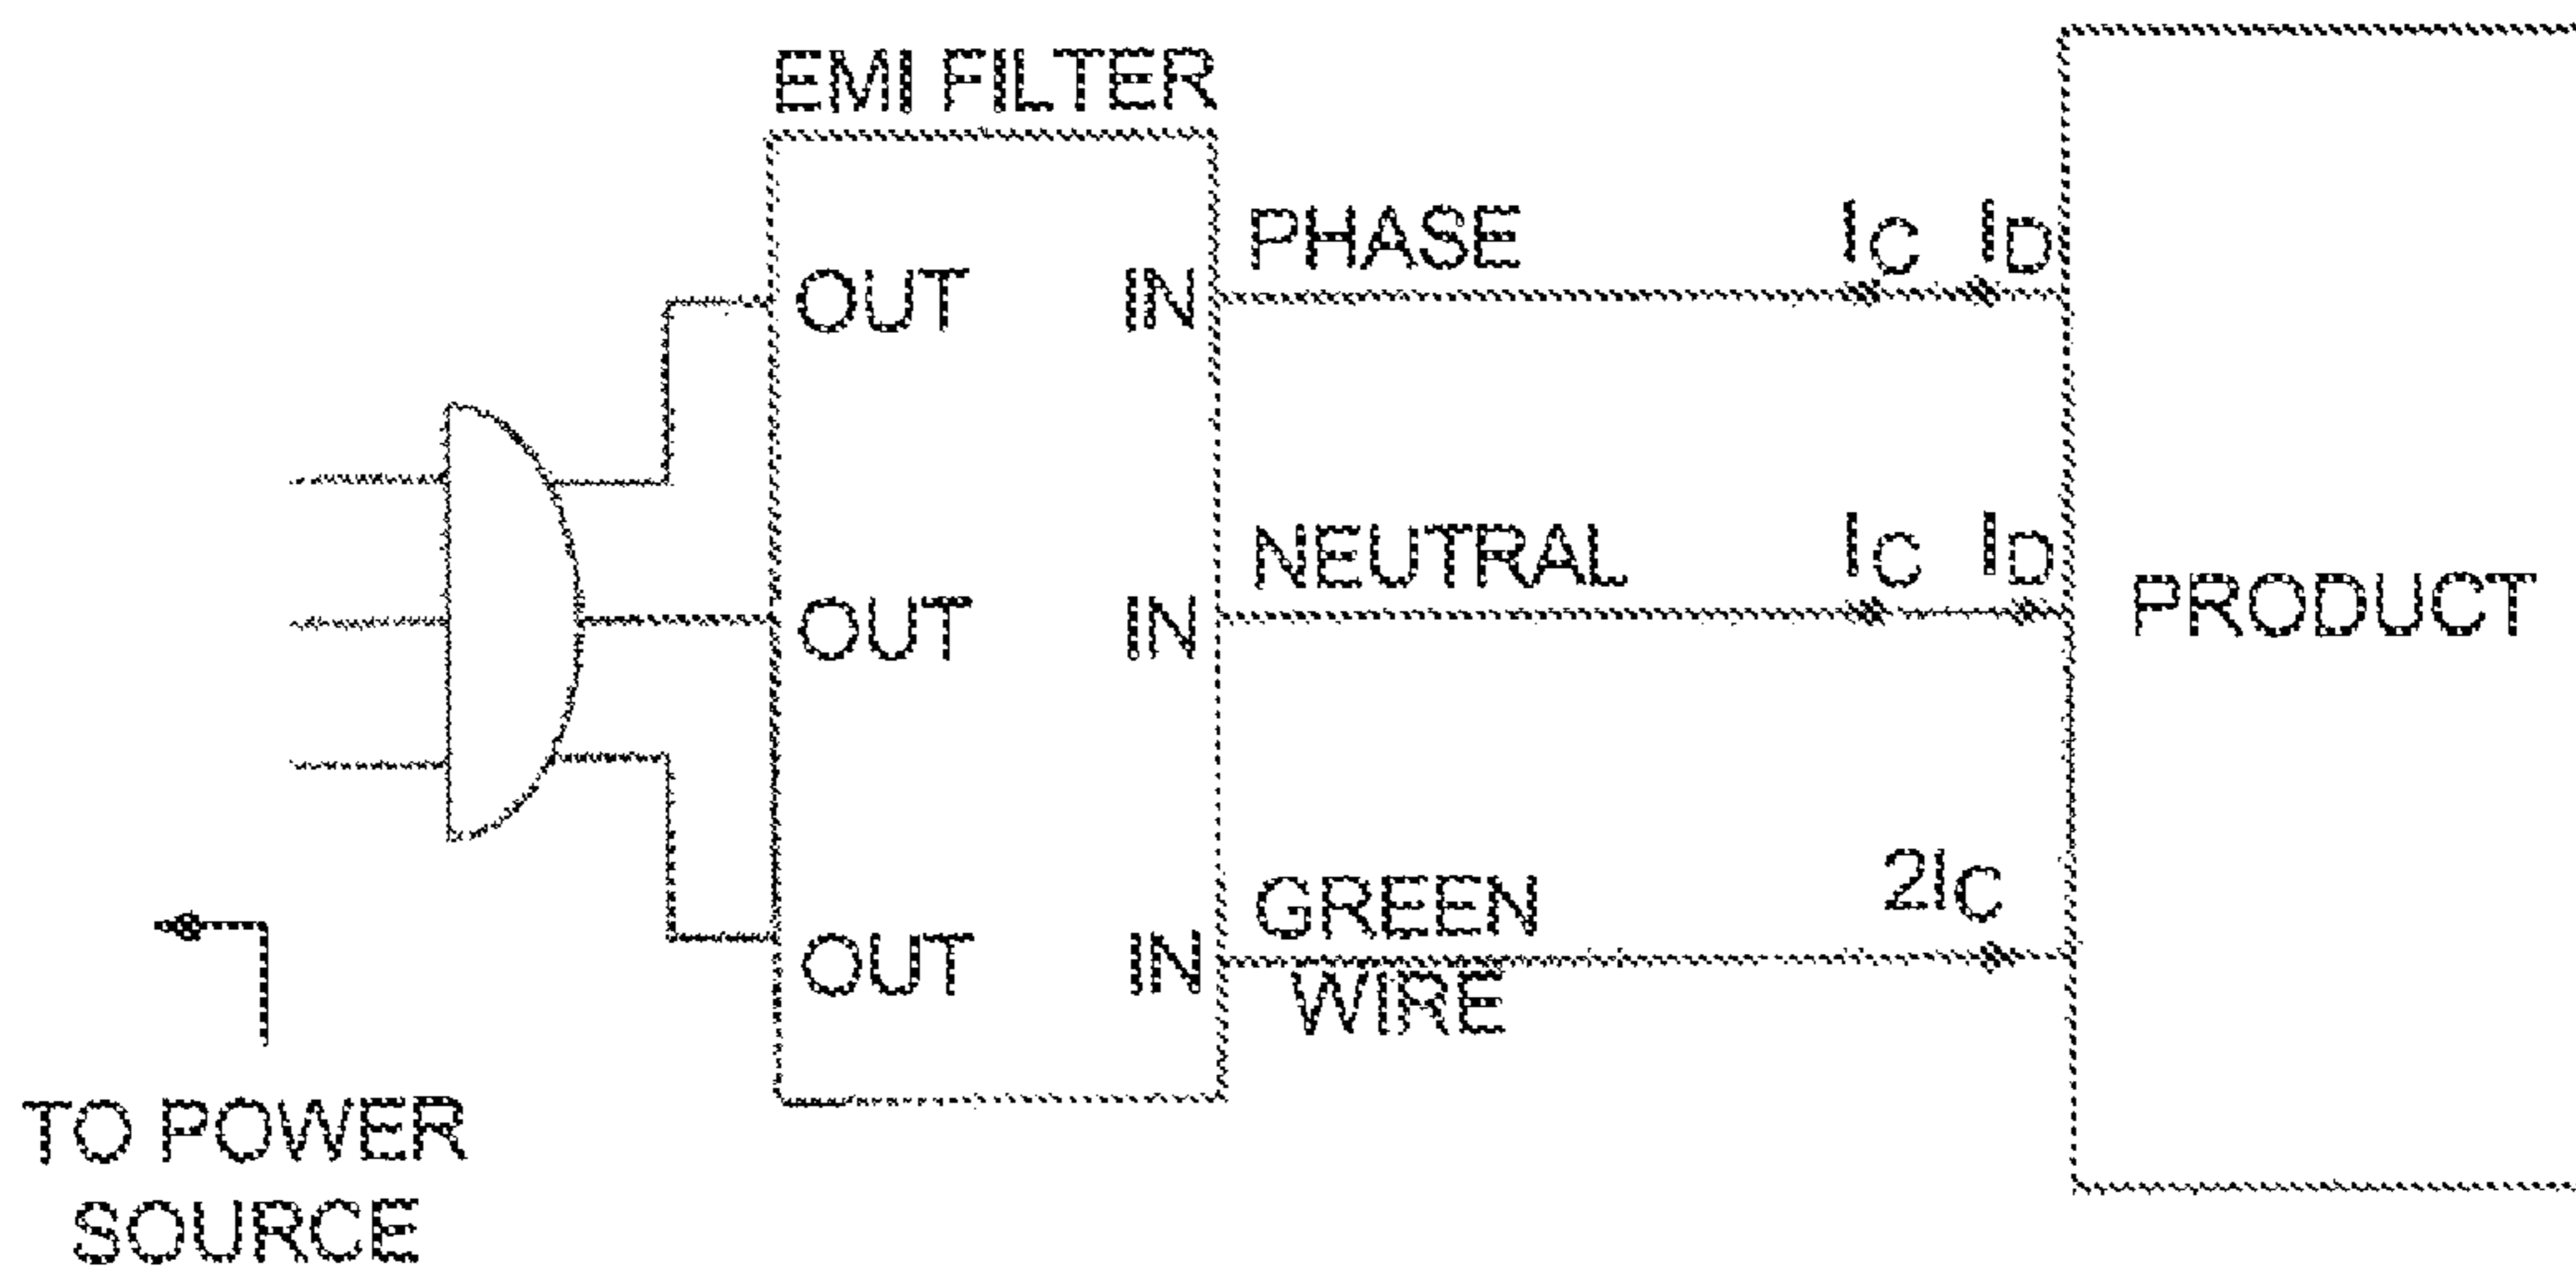 EMI FILTER
OUT IN PHASE IC ID
OUT IN NEUTRAL IC ID
PRODUCT
OUT IN GREEN WIRE 2IC
TO POWER
SOURCE